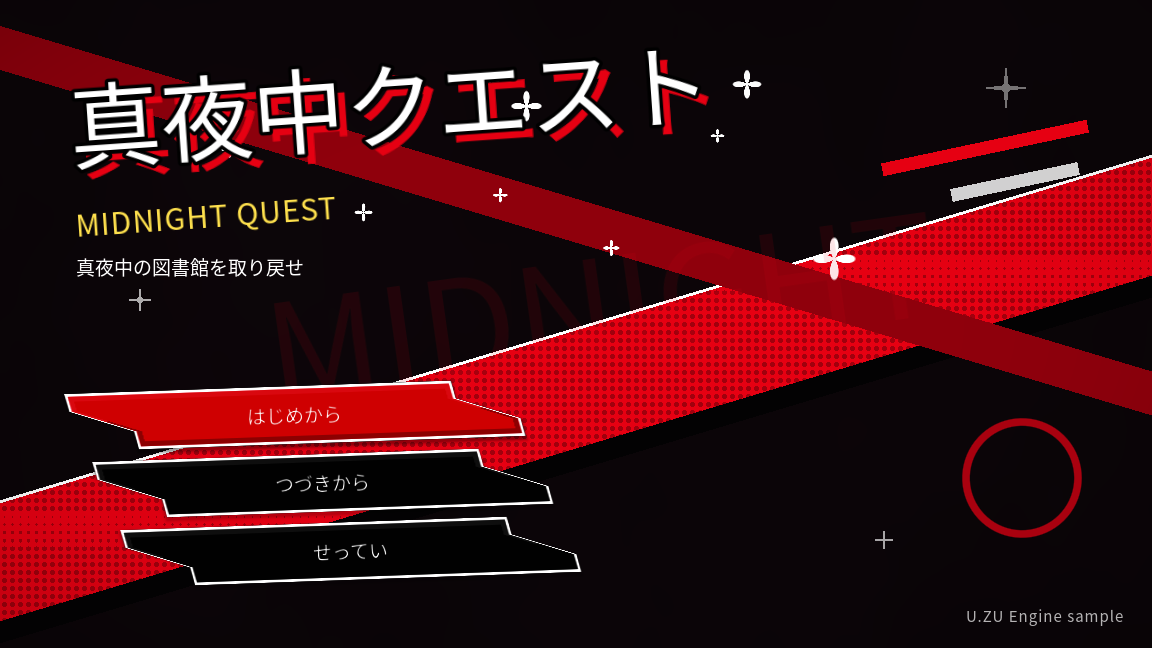 真夜中クエスト
MIDNIGHT QUEST
真夜中の図書館を取り戻せ
MIDNIGHT
はじめから
つづきから
せってい
U.ZU Engine sample